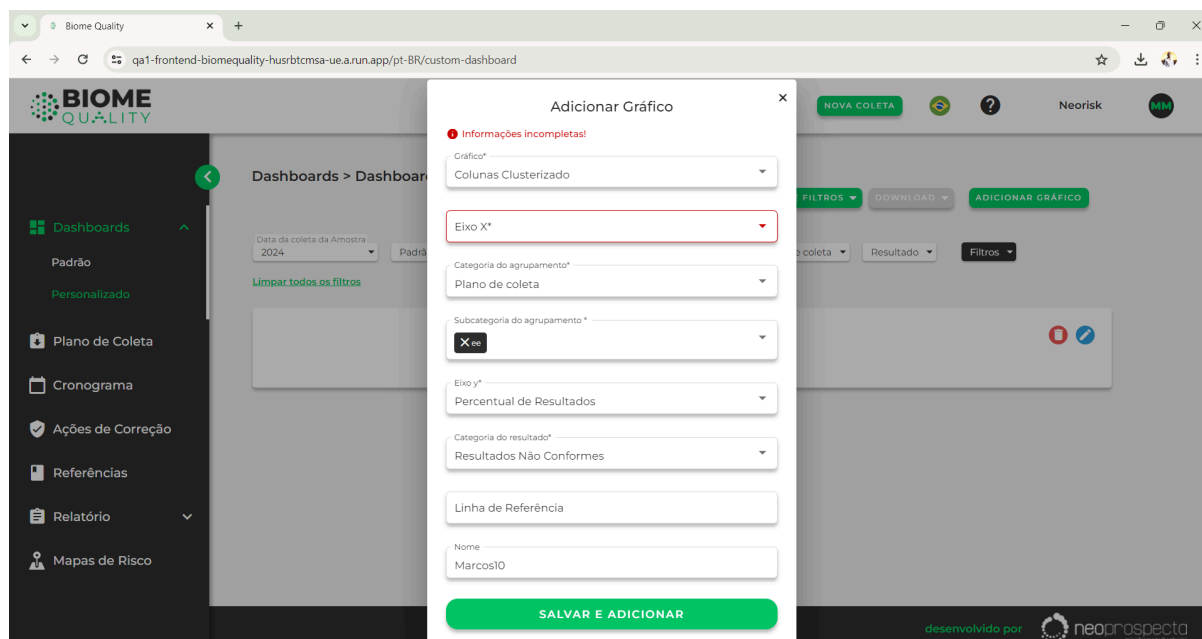 Biome Quality
qa1-frontend-biomequality-husrbtcmsa-ue.a.run.app/pt-BR/custom-dashboard
BIOME
QUALITY
NOVA COLETA
Neorisk
MM
Dashboards
Padrão
Personalizado
Plano de Coleta
Cronograma
Ações de Correção
Referências
Relatório
Mapas de Risco
Dashboards > Dashboar
FILTROS
DOWNLOAD
ADICIONAR GRÁFICO
Data da coleta da Amostra
2024
Padrã
e coleta
Resultado
Filtros
Limpar todos os filtros
Adicionar Gráfico
Informações incompletas!
Gráfico*
Colunas Clusterizado
Eixo X*
Categoria do agrupamento*
Plano de coleta
Subcategoria do agrupamento *
ee
Eixo y*
Percentual de Resultados
Categoria do resultado*
Resultados Não Conformes
Linha de Referência
Nome
Marcos10
SALVAR E ADICIONAR
desenvolvido por
neoprospecta